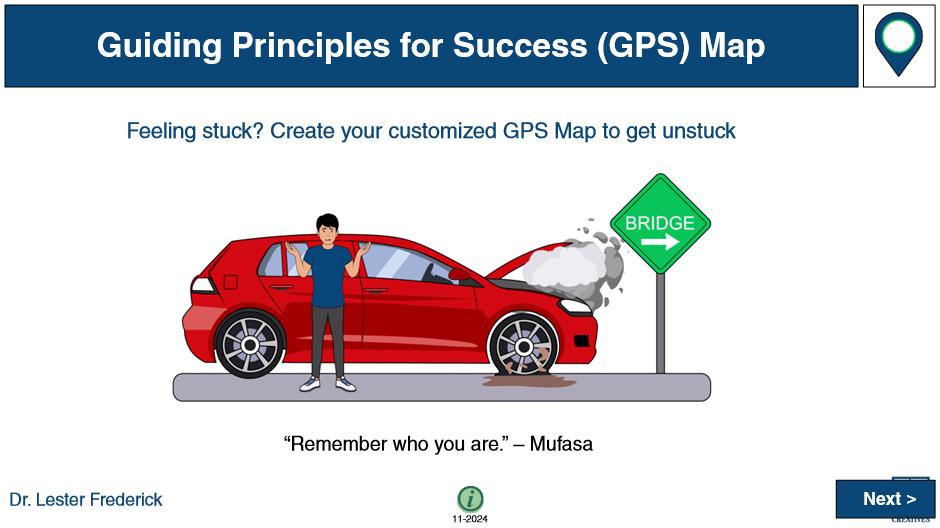 Guiding Principles for Success (GPS) Map
Feeling stuck? Create your customized GPS Map to get unstuck
BRIDGE
“Remember who you are.” – Mufasa
Dr. Lester Frederick
i
11-2024
Next >
CREATIVES